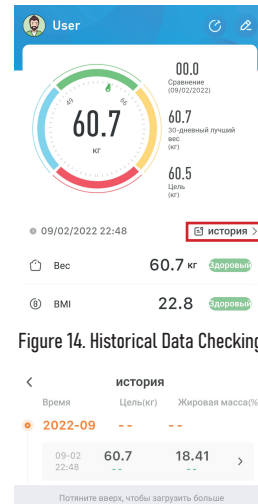 User
00.0
Сравнение
(09/02/2022)
49 66
60.7
кг
60.7
30-дневный лучший
вес
(кг)
60.5
Цель
(кг)
09/02/2022 22:48
история >
Вес 60.7 кг Здоровый
BMI 22.8 Здоровый
Figure 14. Historical Data Checking
< история
Время Цель(кг) Жировая масса(%
2022-09 -- --
09-02 60.7 18.41 >
22:48 -- --
Потяните вверх, чтобы загрузить больше